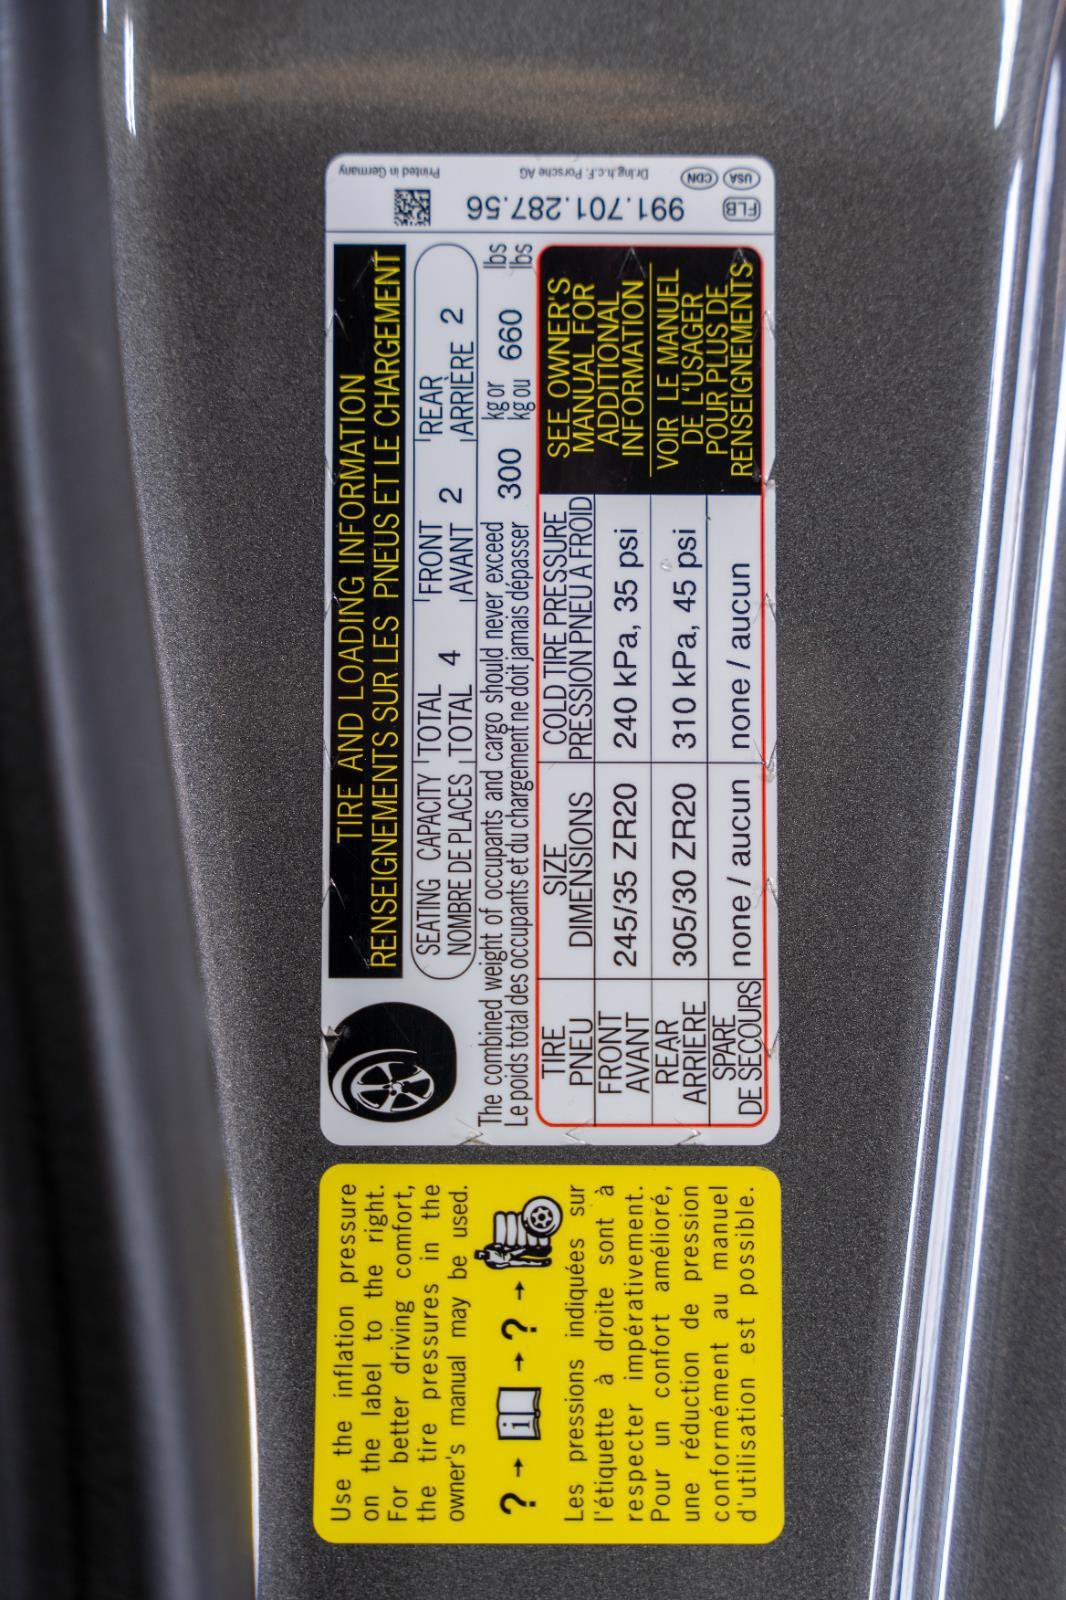 TIRE AND LOADING INFORMATION
RENSEIGNEMENTS SUR LES PNEUS ET LE CHARGEMENT
SEATING CAPACITY TOTAL 4 FRONT 2 REAR 2
NOMBRE DE PLACES TOTAL AVANT ARRIÈRE
The combined weight of occupants and cargo should never exceed 300 kg or 660 lbs
Le poids total des occupants et du chargement ne doit jamais dépasser kg ou lbs
TIRE SIZE COLD TIRE PRESSURE
PNEU DIMENSIONS PRESSION PNEU A FROID
FRONT 245/35 ZR20 240 kPa, 35 psi
AVANT
REAR 305/30 ZR20 310 kPa, 45 psi
ARRIÈRE
SPARE none / aucun none / aucun
DE SECOURS
SEE OWNER'S
MANUAL FOR
ADDITIONAL
INFORMATION
VOIR LE MANUEL
DE L'USAGER
POUR PLUS DE
RENSEIGNEMENTS
Printed in Germany Dr.Ing.h.c.F. Porsche AG CDN USA
991.701.287.56 FLB
Use the inflation pressure
on the label to the right.
For better driving comfort,
the tire pressures in the
owner's manual may be used.
? → i → ? →
Les pressions indiquées sur
l'étiquette à droite sont à
respecter impérativement.
Pour un confort amélioré,
une réduction de pression
conformément au manuel
d'utilisation est possible.